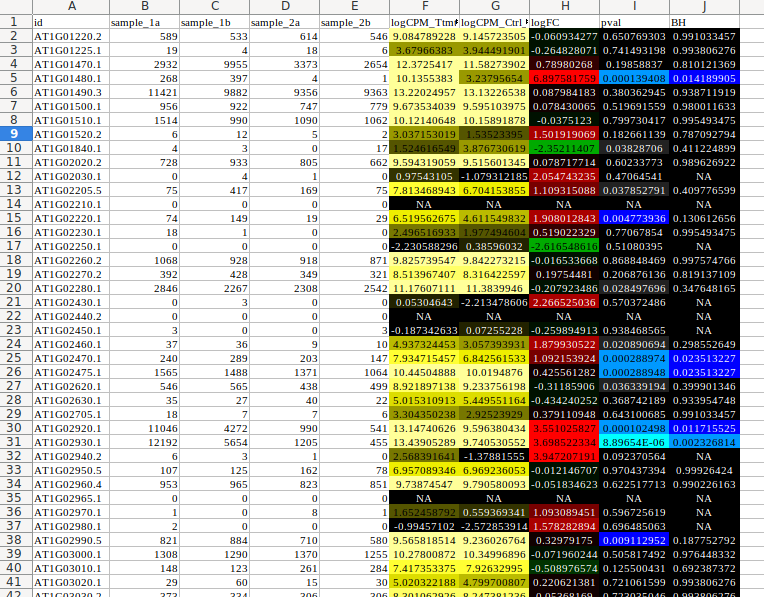 A B C D E F G H I J
1 id sample_1a sample_1b sample_2a sample_2b logCPM_Ttm logCPM_Ctrl_ logFC pval BH
2 AT1G01220.2 589 533 614 546 9.084789228 9.145723505 -0.060934277 0.650769303 0.991033457
3 AT1G01225.1 19 4 18 6 3.67966383 3.944491901 -0.264828071 0.741493198 0.993806276
4 AT1G01470.1 2932 9955 3373 2654 12.3725417 11.58273902 0.78980268 0.19858837 0.810121369
5 AT1G01480.1 268 397 4 1 10.1355383 3.23795654 6.897581759 0.000139408 0.014189905
6 AT1G01490.3 11421 9882 9356 9363 13.22024957 13.13226538 0.087984183 0.380362945 0.938711919
7 AT1G01500.1 956 922 747 779 9.673534039 9.595103975 0.078430065 0.519691559 0.980011633
8 AT1G01510.1 1514 990 1090 1062 10.12140648 10.15891878 -0.0375123 0.799730417 0.995493475
9 AT1G01520.2 6 12 5 2 3.037153019 1.53523395 1.501919069 0.182661139 0.787092794
10 AT1G01840.1 4 3 0 17 1.524616549 3.876730619 -2.35211407 0.03828706 0.411224899
11 AT1G02020.2 728 933 805 662 9.594319059 9.515601345 0.078717714 0.60233773 0.989626922
12 AT1G02030.1 0 4 1 0 0.97543105 -1.079312185 2.054743235 0.47064541 NA
13 AT1G02205.5 75 417 169 75 7.813468943 6.704153855 1.109315088 0.037852791 0.409776599
14 AT1G02210.1 0 0 0 0 NA NA NA NA NA
15 AT1G02220.1 74 149 19 29 6.519562675 4.611549832 1.908012843 0.004773936 0.130612656
16 AT1G02230.1 18 1 0 0 2.496516933 1.977494604 0.519022329 0.77067854 0.995493475
17 AT1G02250.1 0 0 0 0 -2.230588296 0.38596032 -2.616548616 0.51080395 NA
18 AT1G02260.2 1068 928 918 871 9.825739547 9.842273215 -0.016533668 0.868848469 0.997574766
19 AT1G02270.2 392 428 349 321 8.513967407 8.316422597 0.19754481 0.206876136 0.819137109
20 AT1G02280.1 2846 2267 2308 2542 11.17607111 11.3839946 -0.207923486 0.028497696 0.347648165
21 AT1G02430.1 0 3 0 0 0.05304643 -2.213478606 2.266525036 0.570372486 NA
22 AT1G02440.2 0 0 0 0 NA NA NA NA NA
23 AT1G02450.1 3 0 3 0 -0.187342633 0.07255228 -0.259894913 0.938468565 NA
24 AT1G02460.1 37 36 9 10 4.937324453 3.057393931 1.879930522 0.020890694 0.298552649
25 AT1G02470.1 240 289 203 147 7.934715457 6.842561533 1.092153924 0.000288974 0.023513227
26 AT1G02475.1 1565 1488 1371 1064 10.44504888 10.0194876 0.425561282 0.000288948 0.023513227
27 AT1G02620.1 546 565 438 499 8.921897138 9.233756198 -0.31185906 0.036339194 0.399901346
28 AT1G02630.1 35 27 40 22 5.015310913 5.449551164 -0.434240252 0.389762917 0.933954748
29 AT1G02705.1 18 7 7 6 3.304350238 2.92523929 0.379110948 0.643100685 0.991033457
30 AT1G02920.1 11046 4272 990 541 13.14740626 9.596380434 3.551025827 0.000102498 0.011715525
31 AT1G02930.1 12192 5654 1205 455 13.43905289 9.740530552 3.698522334 8.89654E-06 0.002326814
32 AT1G02940.2 6 3 1 0 2.568391641 -1.37881555 3.947207191 0.092370564 NA
33 AT1G02950.5 107 125 162 78 6.957089346 6.969236053 -0.012146707 0.970437394 0.99926424
34 AT1G02960.4 953 965 823 851 9.73874547 9.790580093 -0.051834623 0.622517713 0.990226163
35 AT1G02965.1 0 0 0 0 NA NA NA NA NA
36 AT1G02970.1 1 0 8 1 1.652458792 0.559369341 1.093089451 0.596725619 NA
37 AT1G02980.1 2 0 0 0 -0.99457102 -2.572853914 1.578282894 0.696485063 NA
38 AT1G02990.5 821 884 710 580 9.565818514 9.236026764 0.32979175 0.009112952 0.187752792
39 AT1G03000.1 1308 1290 1370 1255 10.27800872 10.34996896 -0.071960244 0.505817492 0.976448332
40 AT1G03010.1 148 123 261 284 7.417353375 7.92632995 -0.508976574 0.125500431 0.692387372
41 AT1G03020.1 29 60 15 30 5.020322188 4.799700807 0.220621381 0.721061599 0.993806276